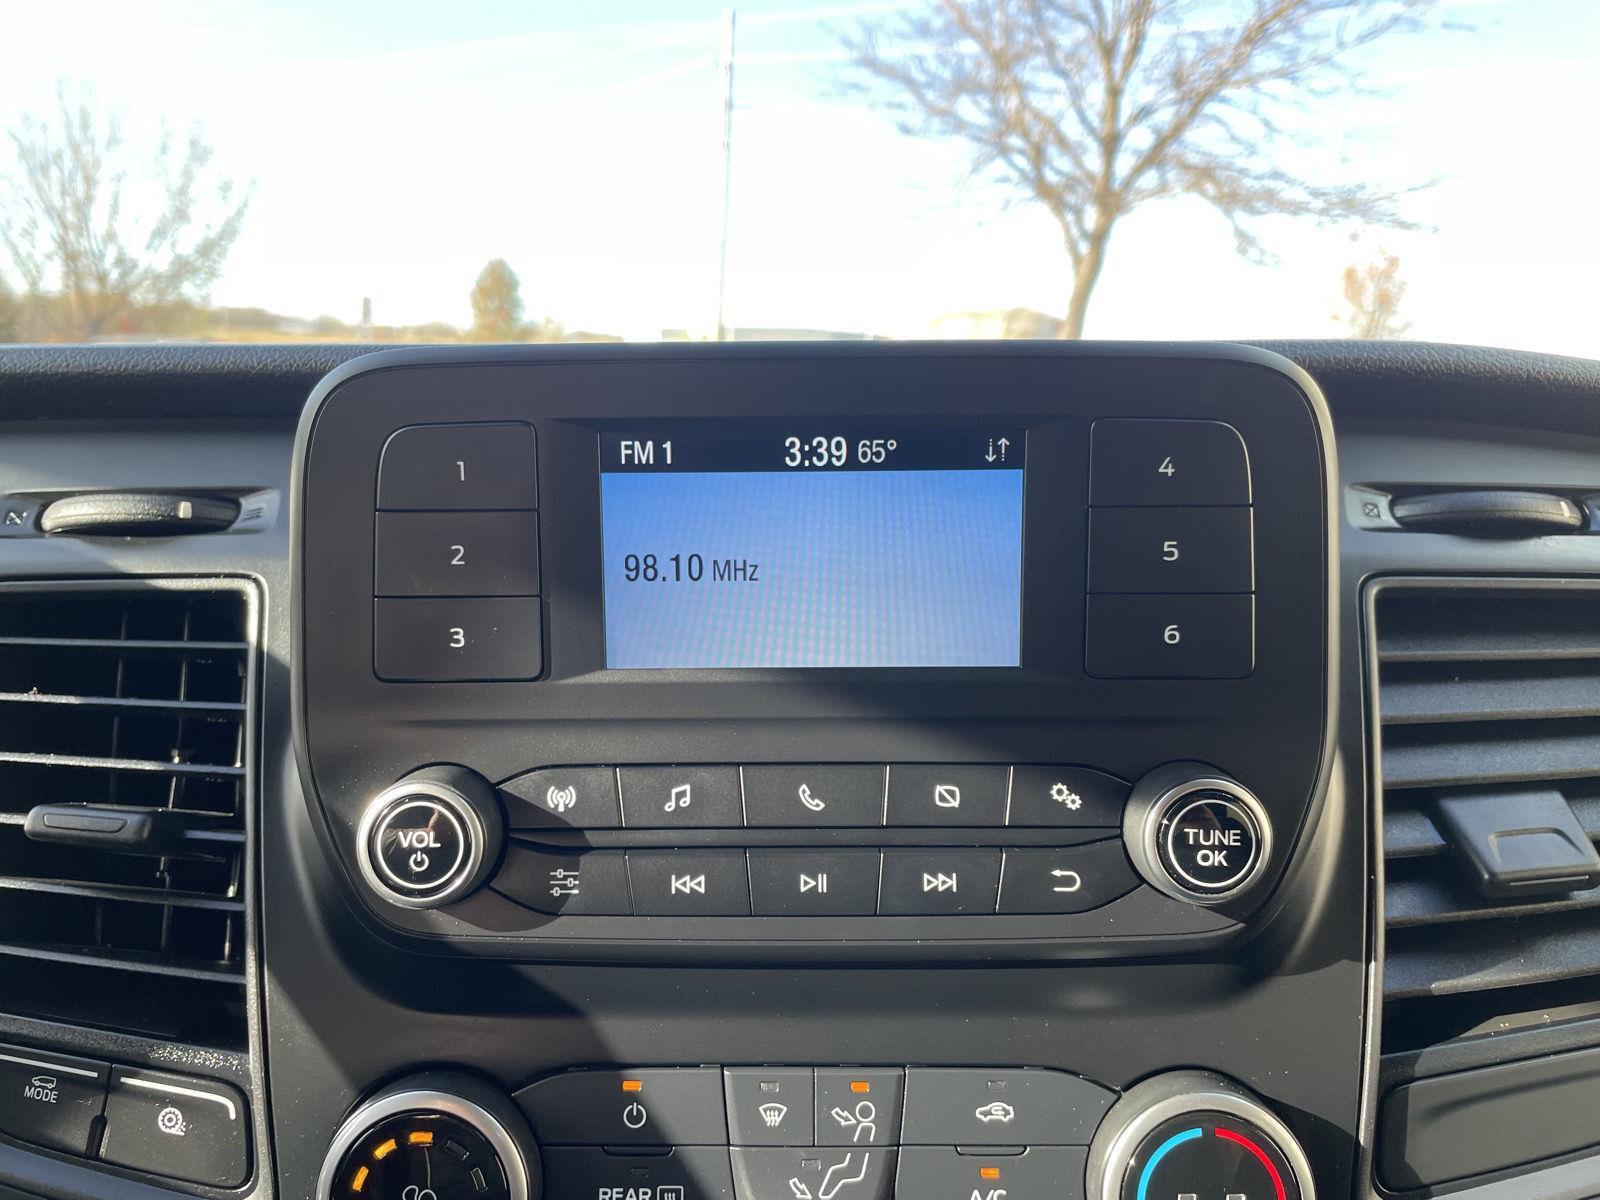 FM 1 3:39 65°
98.10 MHz
1
2
3
4
5
6
VOL
TUNE
OK
MODE
REAR
A/C